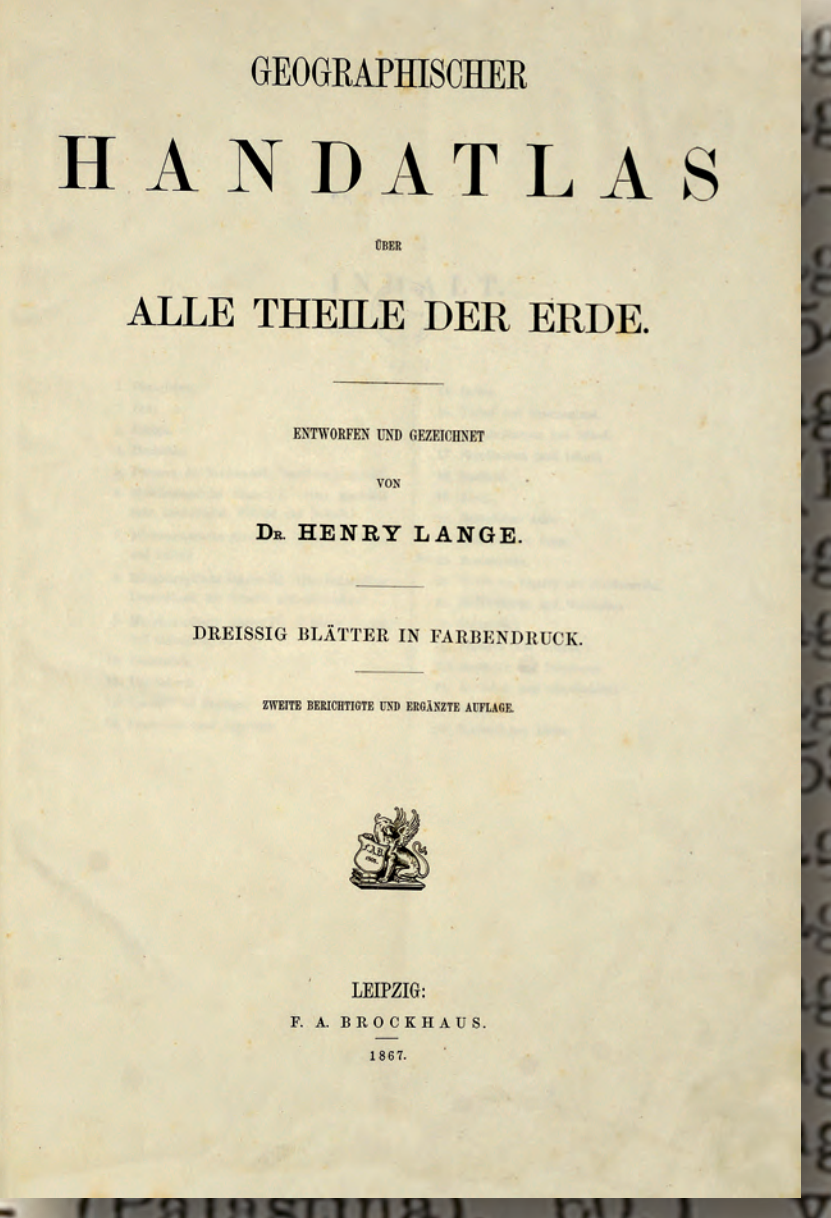 GEOGRAPHISCHER
HANDATLAS
ÜBER
ALLE THEILE DER ERDE.
ENTWORFEN UND GEZEICHNET
VON
DR. HENRY LANGE.
DREISSIG BLÄTTER IN FARBENDRUCK.
ZWEITE BERICHTIGTE UND ERGÄNZTE AUFLAGE.
LEIPZIG:
F. A. BROCKHAUS.
1867.
(Palästina)